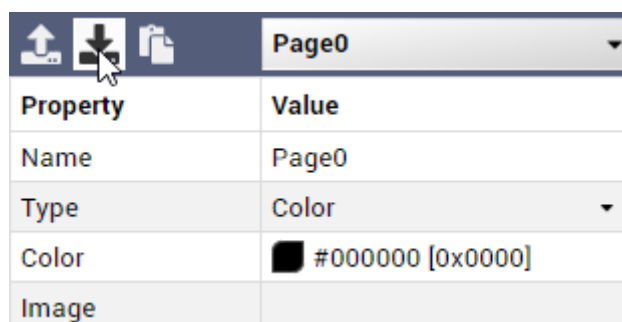 Page0
Property Value
Name Page0
Type Color
Color #000000 [0x0000]
Image